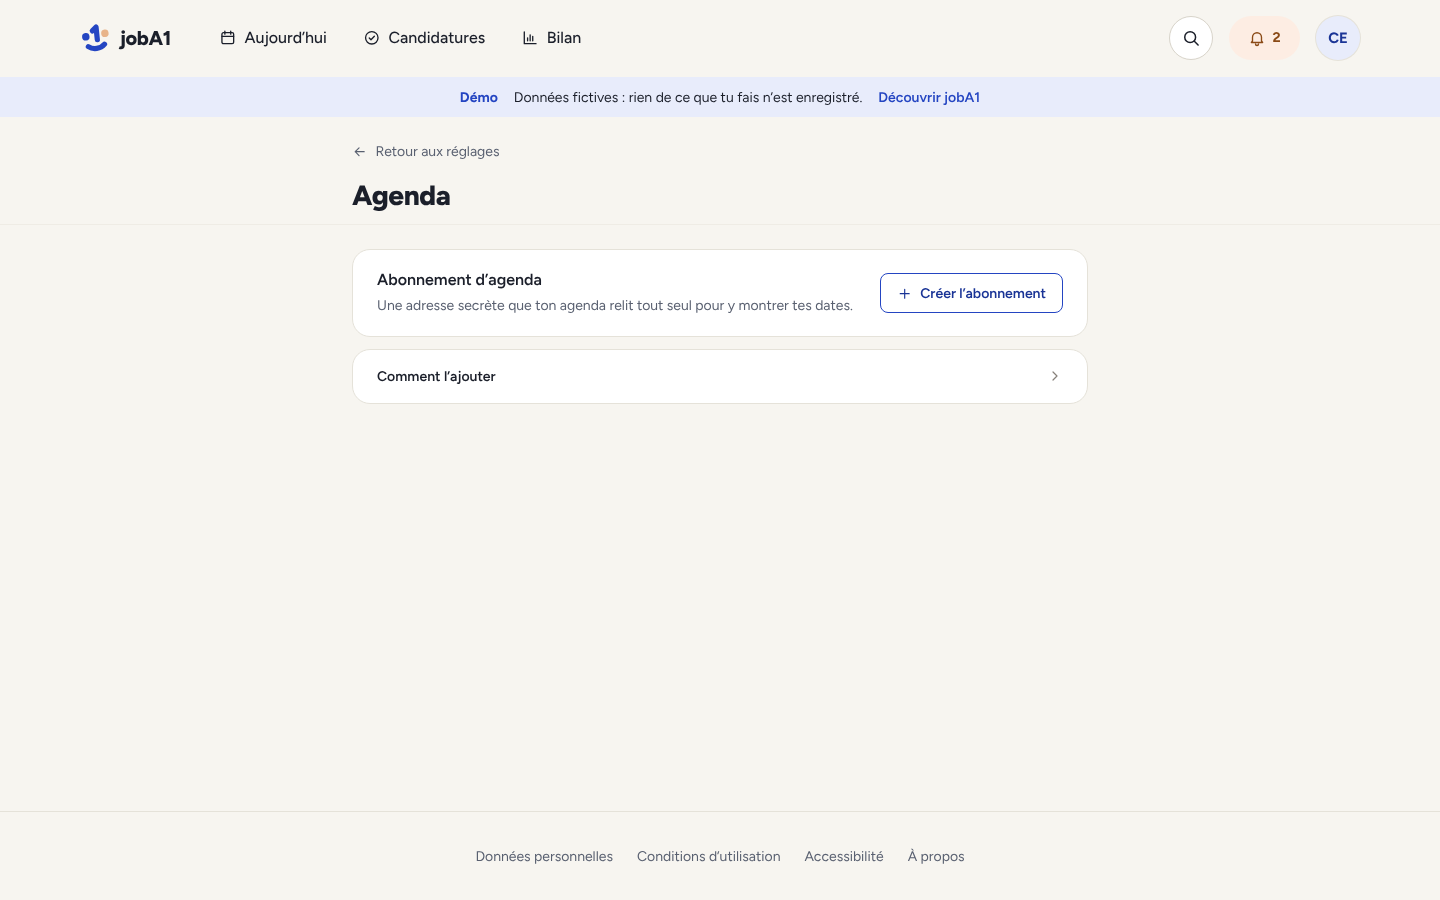 jobA1
Aujourd’hui
Candidatures
Bilan
2
CE
Démo Données fictives : rien de ce que tu fais n’est enregistré. Découvrir jobA1
Retour aux réglages
Agenda
Abonnement d’agenda
Une adresse secrète que ton agenda relit tout seul pour y montrer tes dates.
Créer l’abonnement
Comment l’ajouter
Données personnelles
Conditions d’utilisation
Accessibilité
À propos